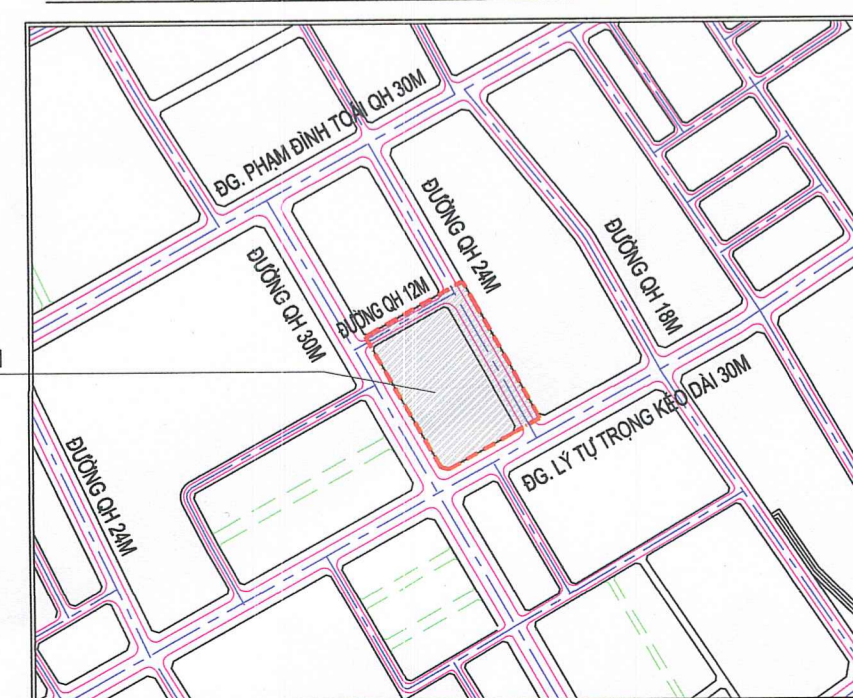 ĐG. PHẠM ĐÌNH TOÁI QH 30M
ĐƯỜNG QH 24M
ĐƯỜNG QH 18M
ĐƯỜNG QH 30M
ĐƯỜNG QH 12M
ĐG. LÝ TỰ TRỌNG KÉO DÀI 30M
ĐƯỜNG QH 24M